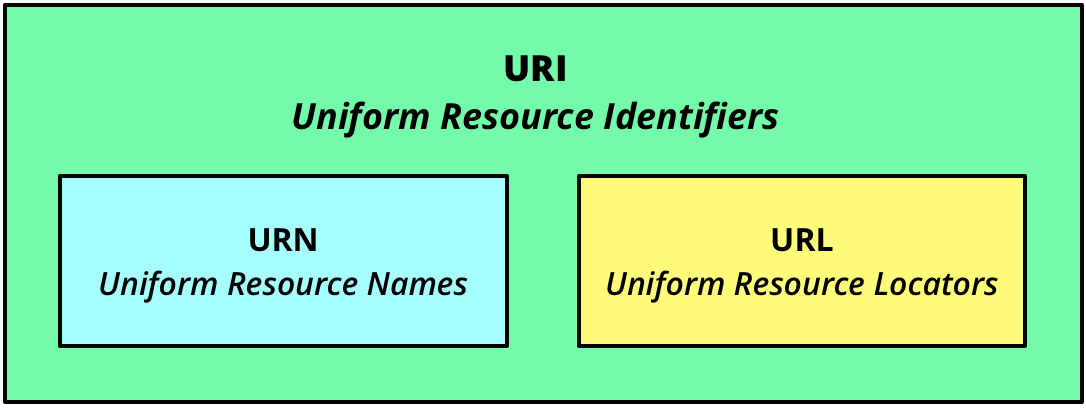 URI
Uniform Resource Identifiers
URN
Uniform Resource Names
URL
Uniform Resource Locators